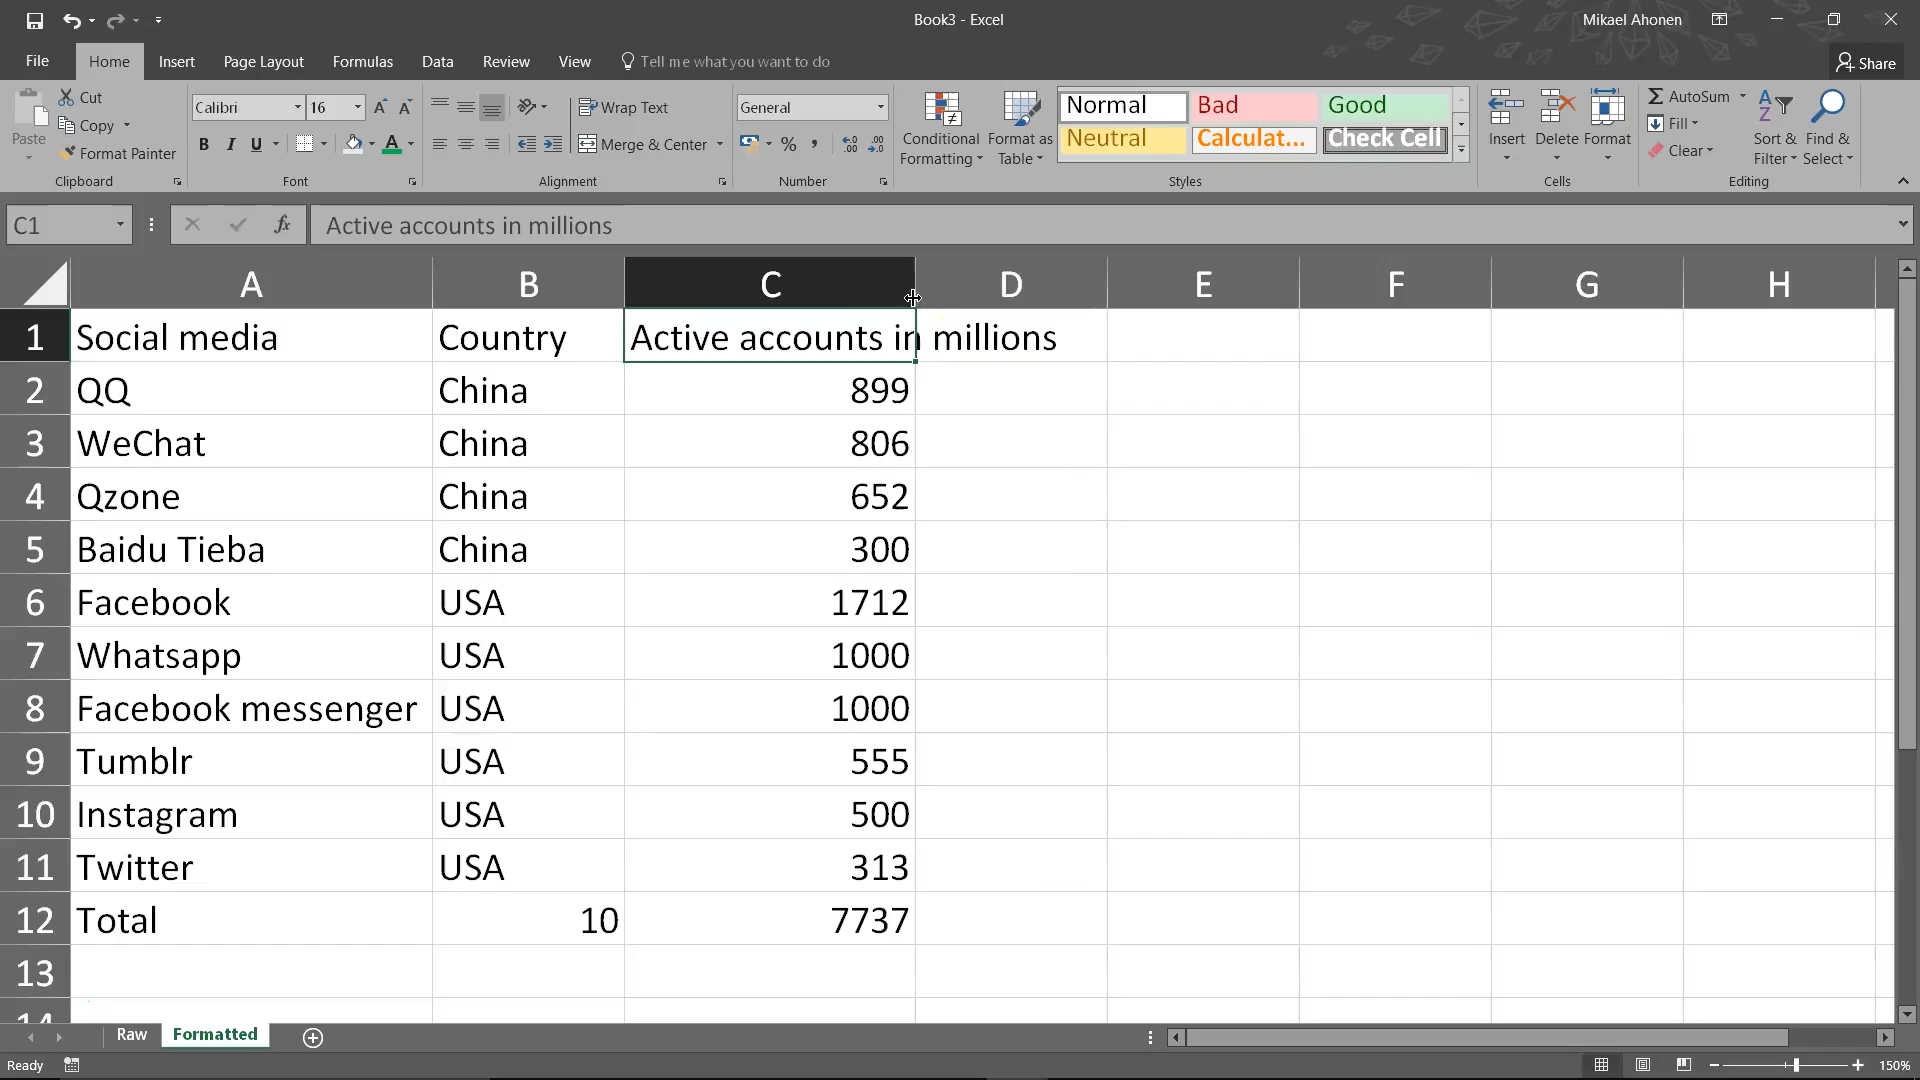 Book3 - Excel
Mikael Ahonen
File Home Insert Page Layout Formulas Data Review View Tell me what you want to do
Share
Paste
Cut
Copy
Format Painter
Clipboard
Calibri 16
B I U
Font
Wrap Text
Merge & Center
Alignment
General
%
Number
Conditional Formatting
Format as Table
Normal Bad Good
Neutral Calculat... Check Cell
Styles
Insert Delete Format
Cells
AutoSum
Fill
Clear
Sort & Filter
Find & Select
Editing
C1 fx Active accounts in millions
A B C D E F G H
1 Social media Country Active accounts in millions
2 QQ China 899
3 WeChat China 806
4 Qzone China 652
5 Baidu Tieba China 300
6 Facebook USA 1712
7 Whatsapp USA 1000
8 Facebook messenger USA 1000
9 Tumblr USA 555
10 Instagram USA 500
11 Twitter USA 313
12 Total 10 7737
13
14
Raw Formatted
Ready
150%